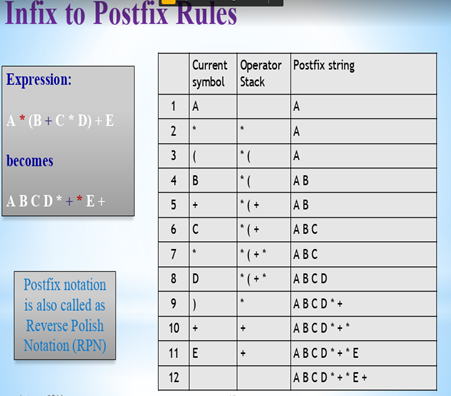 Infix to Postfix Rules
Expression:
A * (B + C * D) + E
becomes
A B C D * + * E +
Postfix notation
is also called as
Reverse Polish
Notation (RPN)
Current symbol Operator Stack Postfix string
1 A A
2 * * A
3 ( * ( A
4 B * ( A B
5 + * ( + A B
6 C * ( + A B C
7 * * ( + * A B C
8 D * ( + * A B C D
9 ) * A B C D * +
10 + + A B C D * + *
11 E + A B C D * + * E
12 A B C D * + * E +